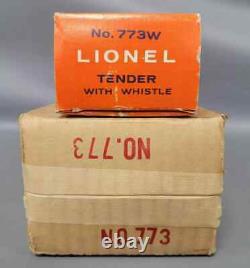 No. 773W
LIONEL
TENDER
WITH WHISTLE
NO. 773
NO. 773